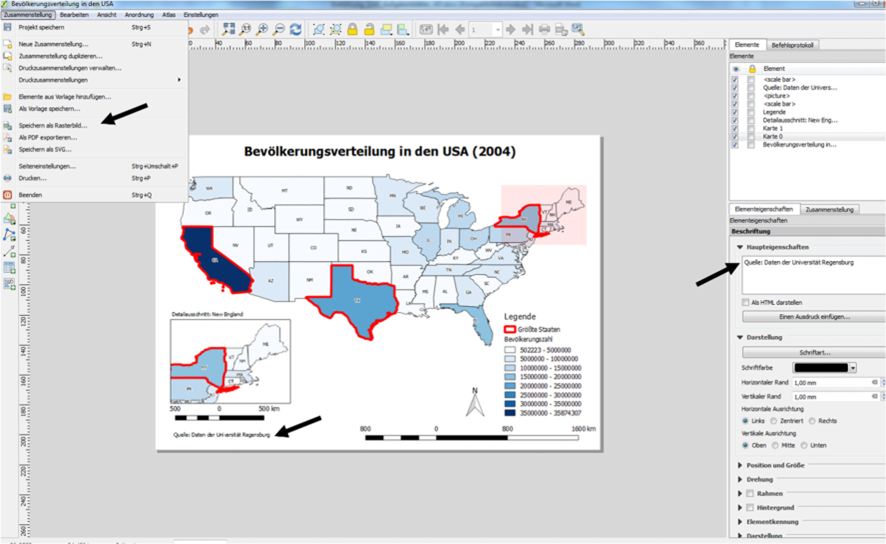 Bevölkerungsverteilung in den USA
Zusammenstellung Bearbeiten Ansicht Anordnung Atlas Einstellungen
Projekt speichern Strg+S
Neue Zusammenstellung... Strg+N
Zusammenstellung duplizieren...
Druckzusammenstellungen verwalten...
Druckzusammenstellungen
Elemente aus Vorlage hinzufügen...
Als Vorlage speichern...
Speichern als Rasterbild...
Als PDF exportieren...
Speichern als SVG...
Seiteneinstellungen... Strg+Umschalt+P
Drucken... Strg+P
Beenden Strg+Q
Bevölkerungsverteilung in den USA (2004)
Detailausschnitt: New England
500 0 500 km
Quelle: Daten der Universität Regensburg
Legende
Größte Staaten
Bevölkerungszahl
502223 - 5000000
5000000 - 10000000
10000000 - 15000000
15000000 - 20000000
20000000 - 25000000
25000000 - 30000000
30000000 - 35000000
35000000 - 35874307
N
800 0 800 1600 km
Elemente Befehlsprotokoll
Elemente
Element
<scale bar>
Quelle: Daten der Univers...
<picture>
<scale bar>
Legende
Detailausschnitt: New Eng...
Karte 1
Karte 0
Bevölkerungsverteilung in...
Elementeigenschaften Zusammenstellung
Elementeigenschaften
Beschriftung
Haupteigenschaften
Quelle: Daten der Universität Regensburg
Als HTML darstellen
Einen Ausdruck einfügen...
Darstellung
Schriftart...
Schriftfarbe
Horizontaler Rand 1,00 mm
Vertikaler Rand 1,00 mm
Horizontale Ausrichtung
Links Zentriert Rechts
Vertikale Ausrichtung
Oben Mitte Unten
Position und Größe
Drehung
Rahmen
Hintergrund
Elementkennung
Darstellung